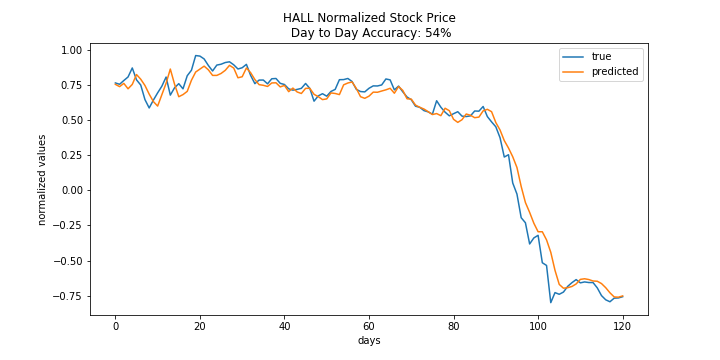 HALL Normalized Stock Price
Day to Day Accuracy: 54%
true
predicted
normalized values
1.00
0.75
0.50
0.25
0.00
−0.25
−0.50
−0.75
0 20 40 60 80 100 120
days